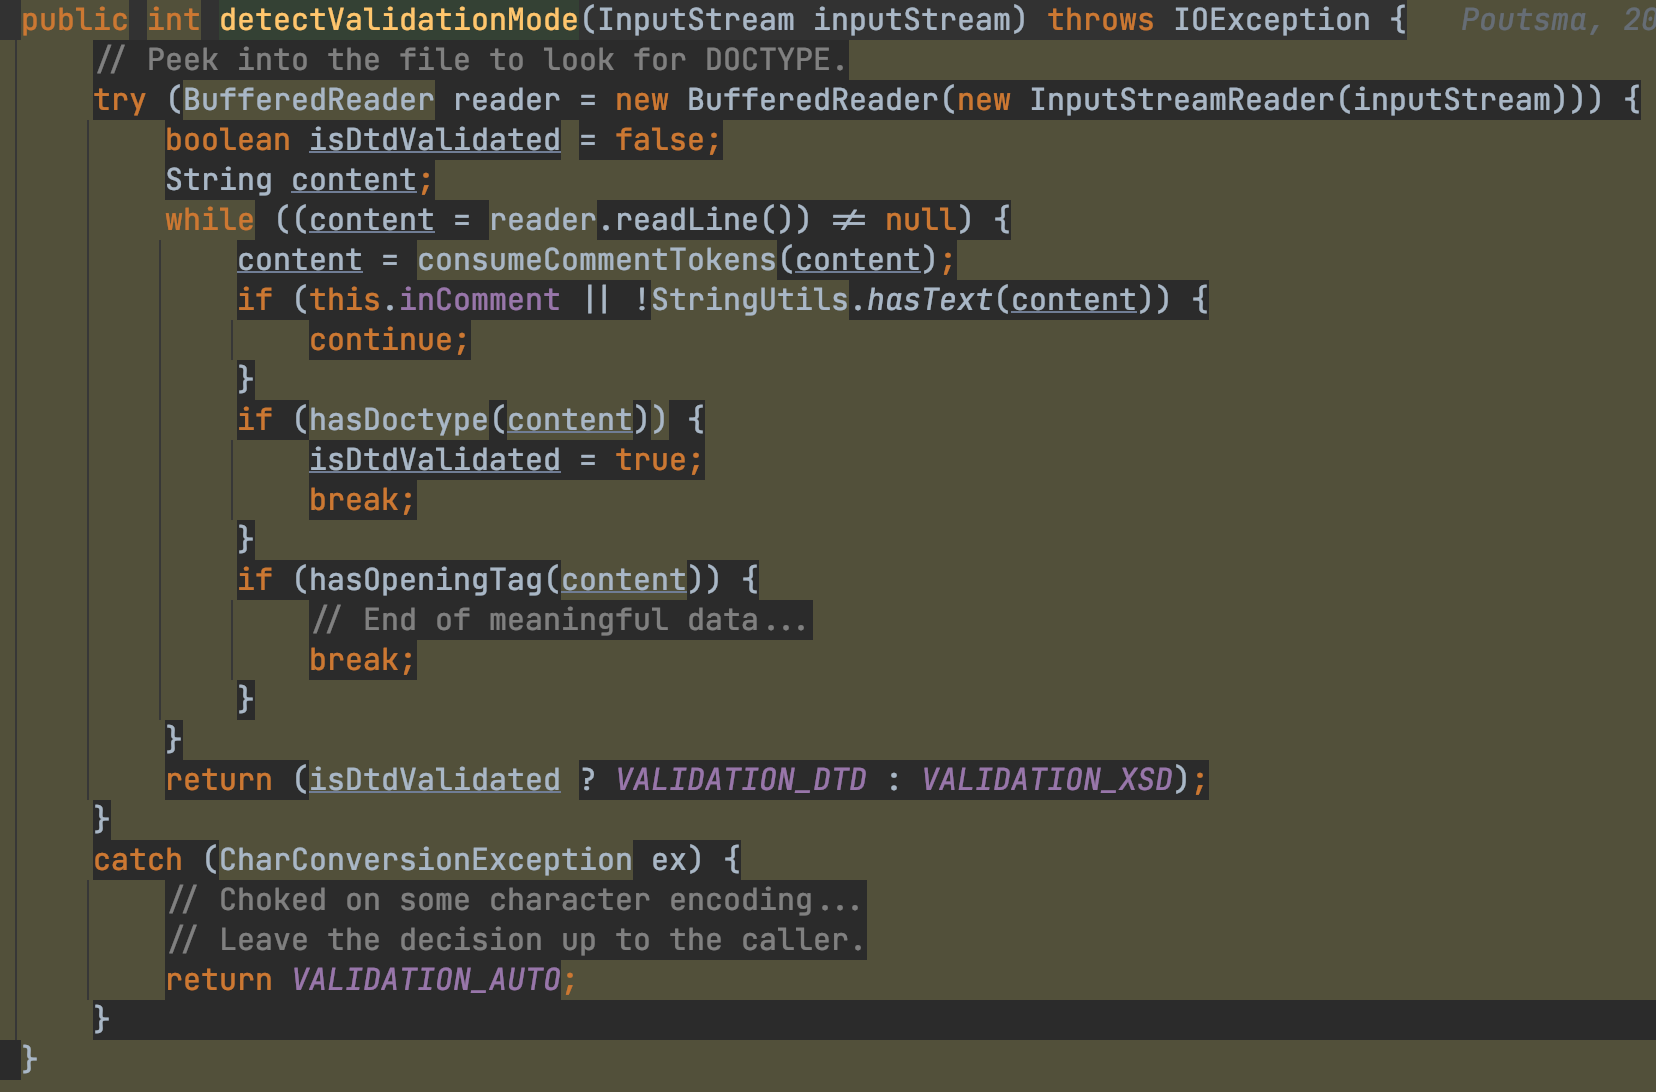 public int detectValidationMode(InputStream inputStream) throws IOException {   Poutsma, 20
    // Peek into the file to look for DOCTYPE.
    try (BufferedReader reader = new BufferedReader(new InputStreamReader(inputStream))) {
        boolean isDtdValidated = false;
        String content;
        while ((content = reader.readLine()) != null) {
            content = consumeCommentTokens(content);
            if (this.inComment || !StringUtils.hasText(content)) {
                continue;
            }
            if (hasDoctype(content)) {
                isDtdValidated = true;
                break;
            }
            if (hasOpeningTag(content)) {
                // End of meaningful data...
                break;
            }
        }
        return (isDtdValidated ? VALIDATION_DTD : VALIDATION_XSD);
    }
    catch (CharConversionException ex) {
        // Choked on some character encoding...
        // Leave the decision up to the caller.
        return VALIDATION_AUTO;
    }
}